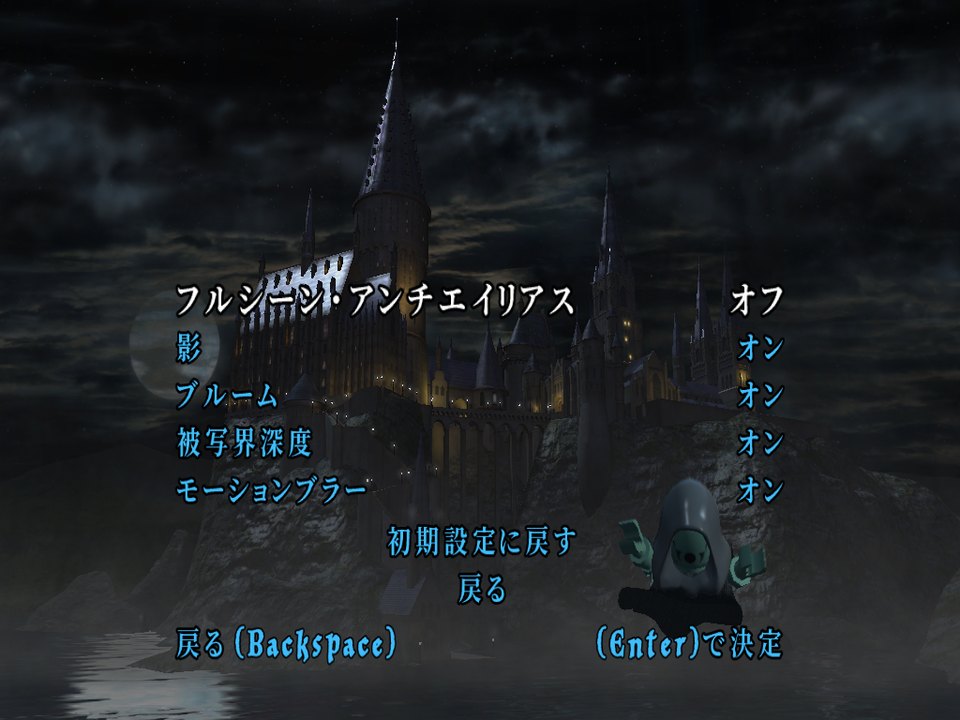 フルシーン・アンチエイリアス オフ
影 オン
ブルーム オン
被写界深度 オン
モーションブラー オン
初期設定に戻す
戻る
戻る(Backspace) (Enter)で決定